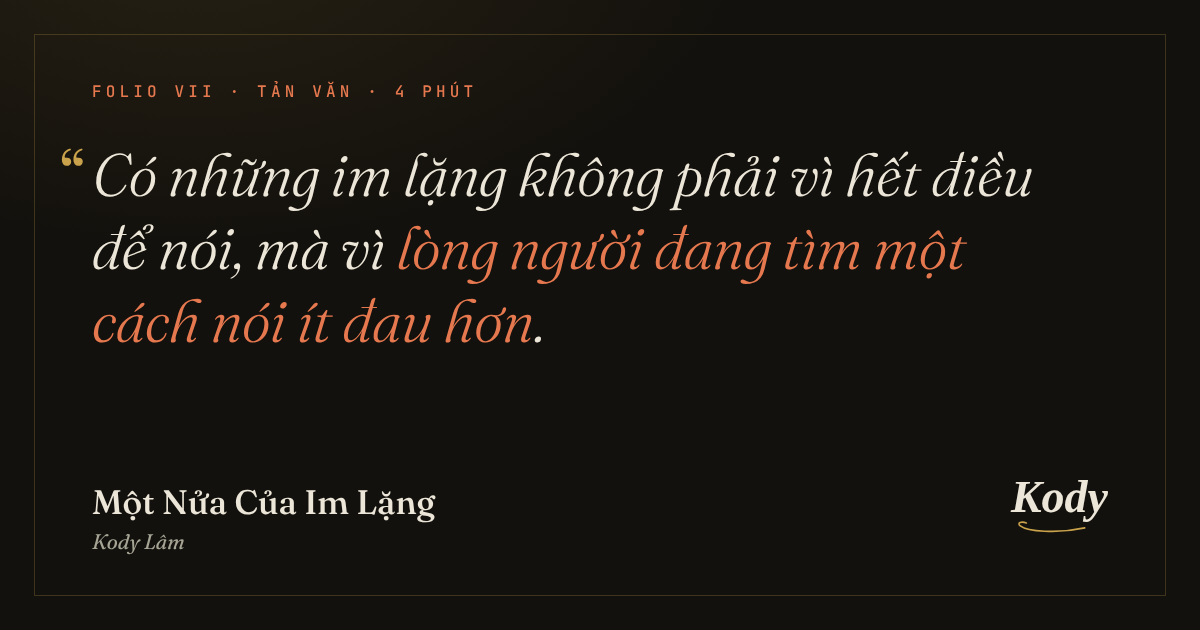 FOLIO VII · TẢN VĂN · 4 PHÚT
“Có những im lặng không phải vì hết điều
để nói, mà vì lòng người đang tìm một
cách nói ít đau hơn.
Một Nửa Của Im Lặng
Kody Lâm
Kody